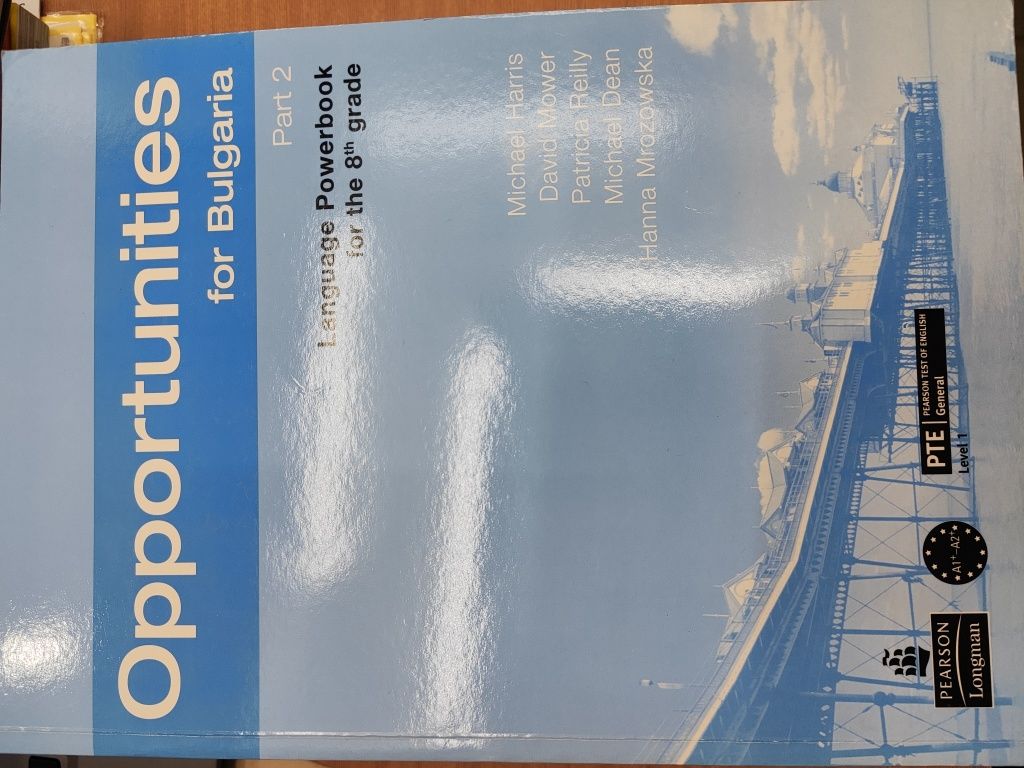 Opportunities
for Bulgaria
Part 2
Language Powerbook
for the 8th grade
Michael Harris
David Mower
Patricia Reilly
Michael Dean
Hanna Mrozowska
PEARSON
Longman
A1+–A2+
PTE
PEARSON TEST OF ENGLISH
General
Level 1